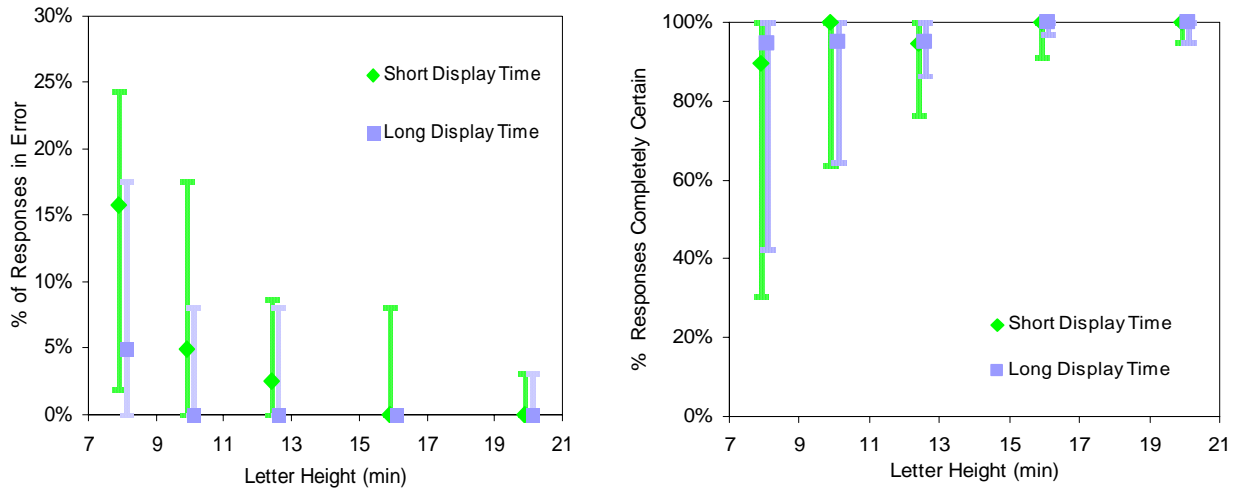 30%
25%
20%
15%
10%
5%
0%
% of Responses in Error
Short Display Time
Long Display Time
7 9 11 13 15 17 19 21
Letter Height (min)
100%
80%
60%
40%
20%
0%
% Responses Completely Certain
Short Display Time
Long Display Time
7 9 11 13 15 17 19 21
Letter Height (min)